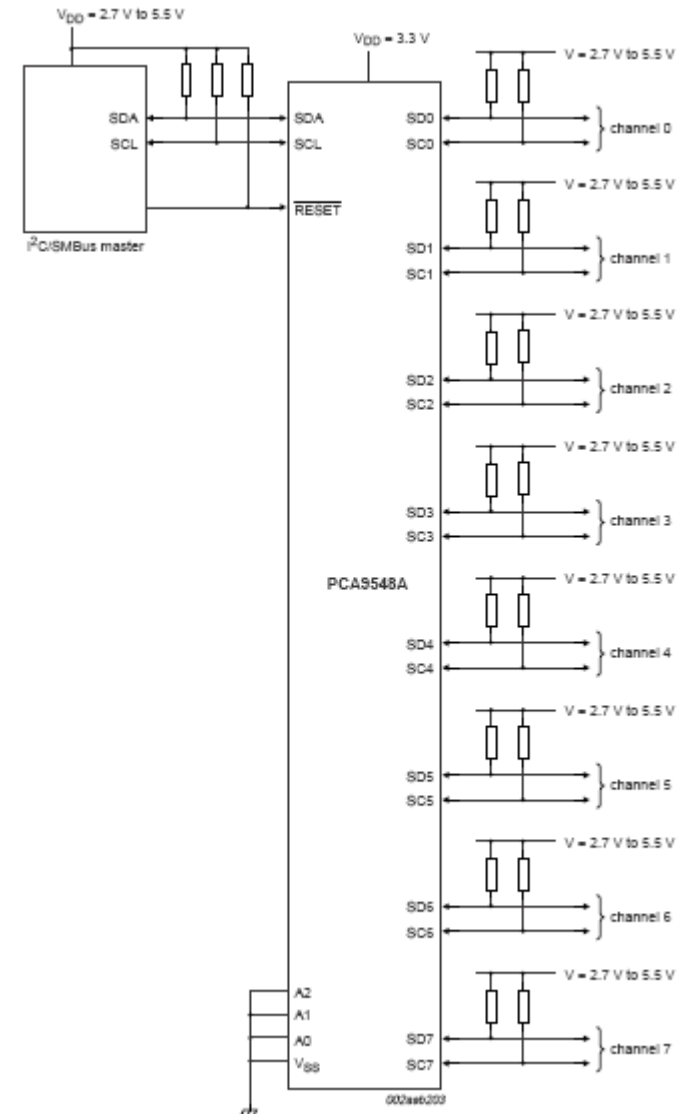 VDD = 2.7 V to 5.5 V
VDD = 3.3 V
V = 2.7 V to 5.5 V
SDA
SCL
SDA
SCL
RESET
I2C/SMBus master
SD0
SC0
channel 0
V = 2.7 V to 5.5 V
SD1
SC1
channel 1
V = 2.7 V to 5.5 V
SD2
SC2
channel 2
V = 2.7 V to 5.5 V
SD3
SC3
channel 3
PCA9548A
V = 2.7 V to 5.5 V
SD4
SC4
channel 4
V = 2.7 V to 5.5 V
SD5
SC5
channel 5
V = 2.7 V to 5.5 V
SD6
SC6
channel 6
V = 2.7 V to 5.5 V
A2
A1
A0
VSS
SD7
SC7
channel 7
002aab203